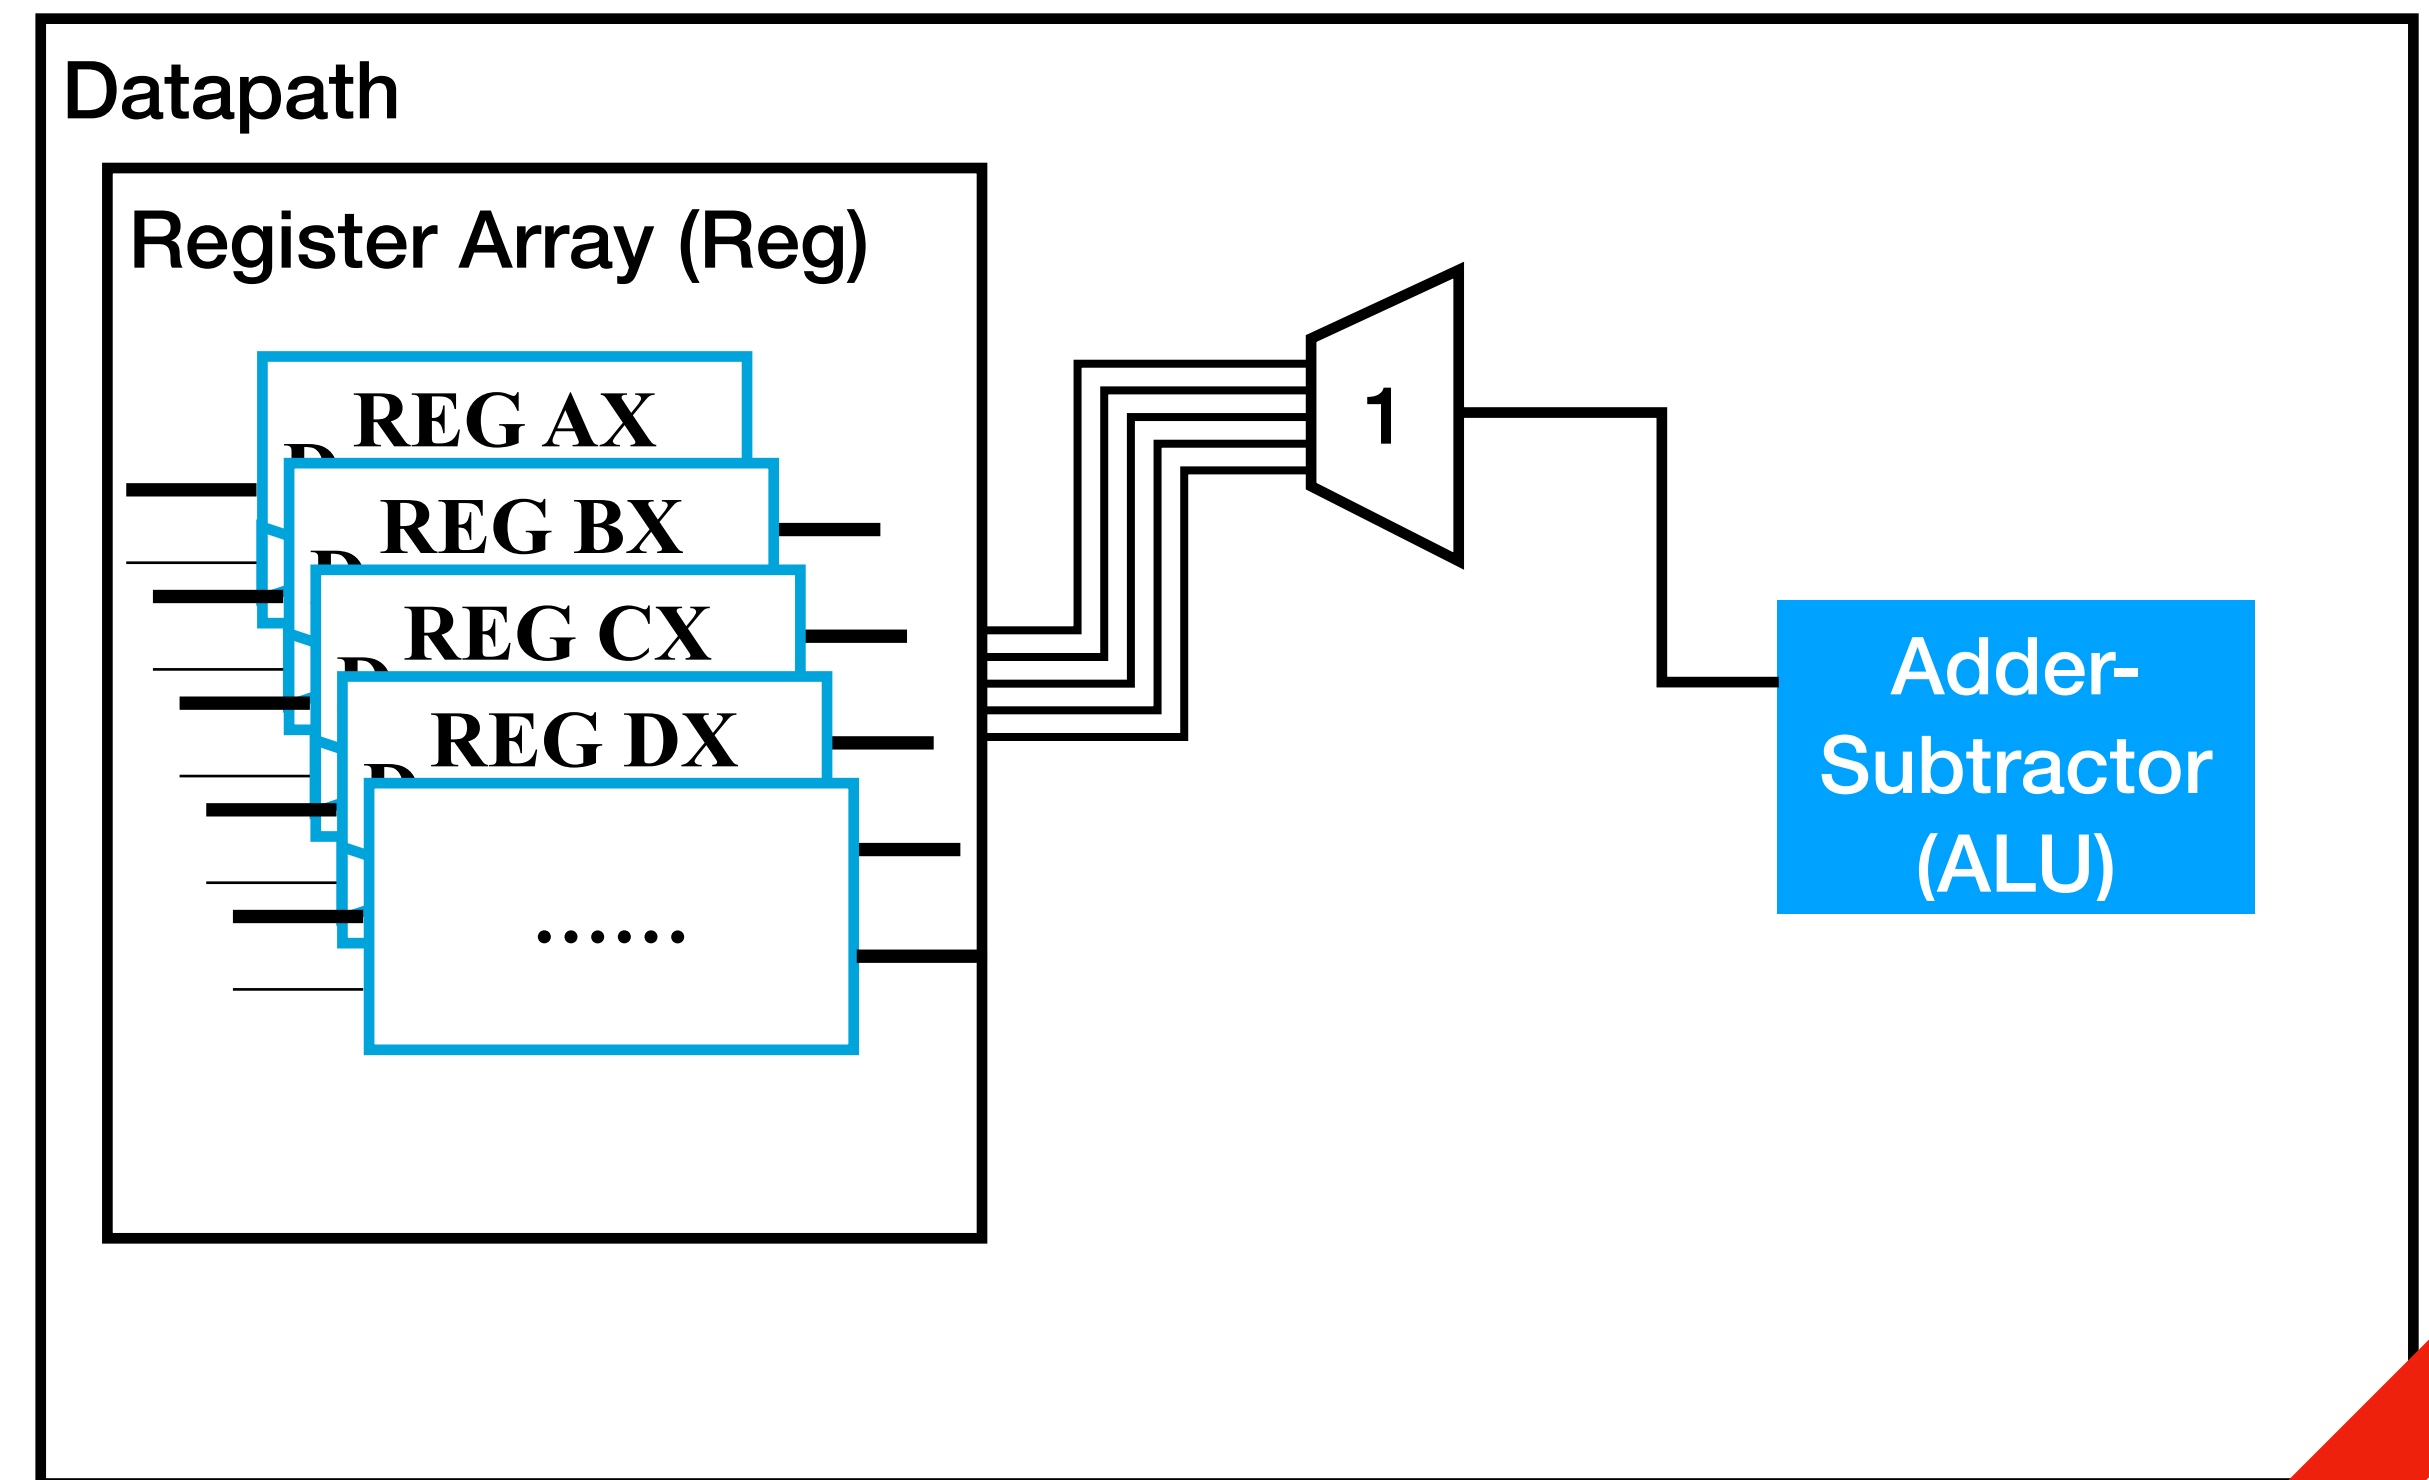 Datapath
Register Array (Reg)
REG AX
D
REG BX
D
REG CX
D
REG DX
D
......
1
Adder-
Subtractor
(ALU)